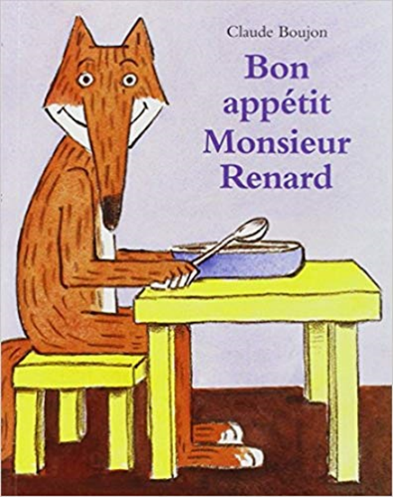 Claude Boujon
Bon
appétit
Monsieur
Renard